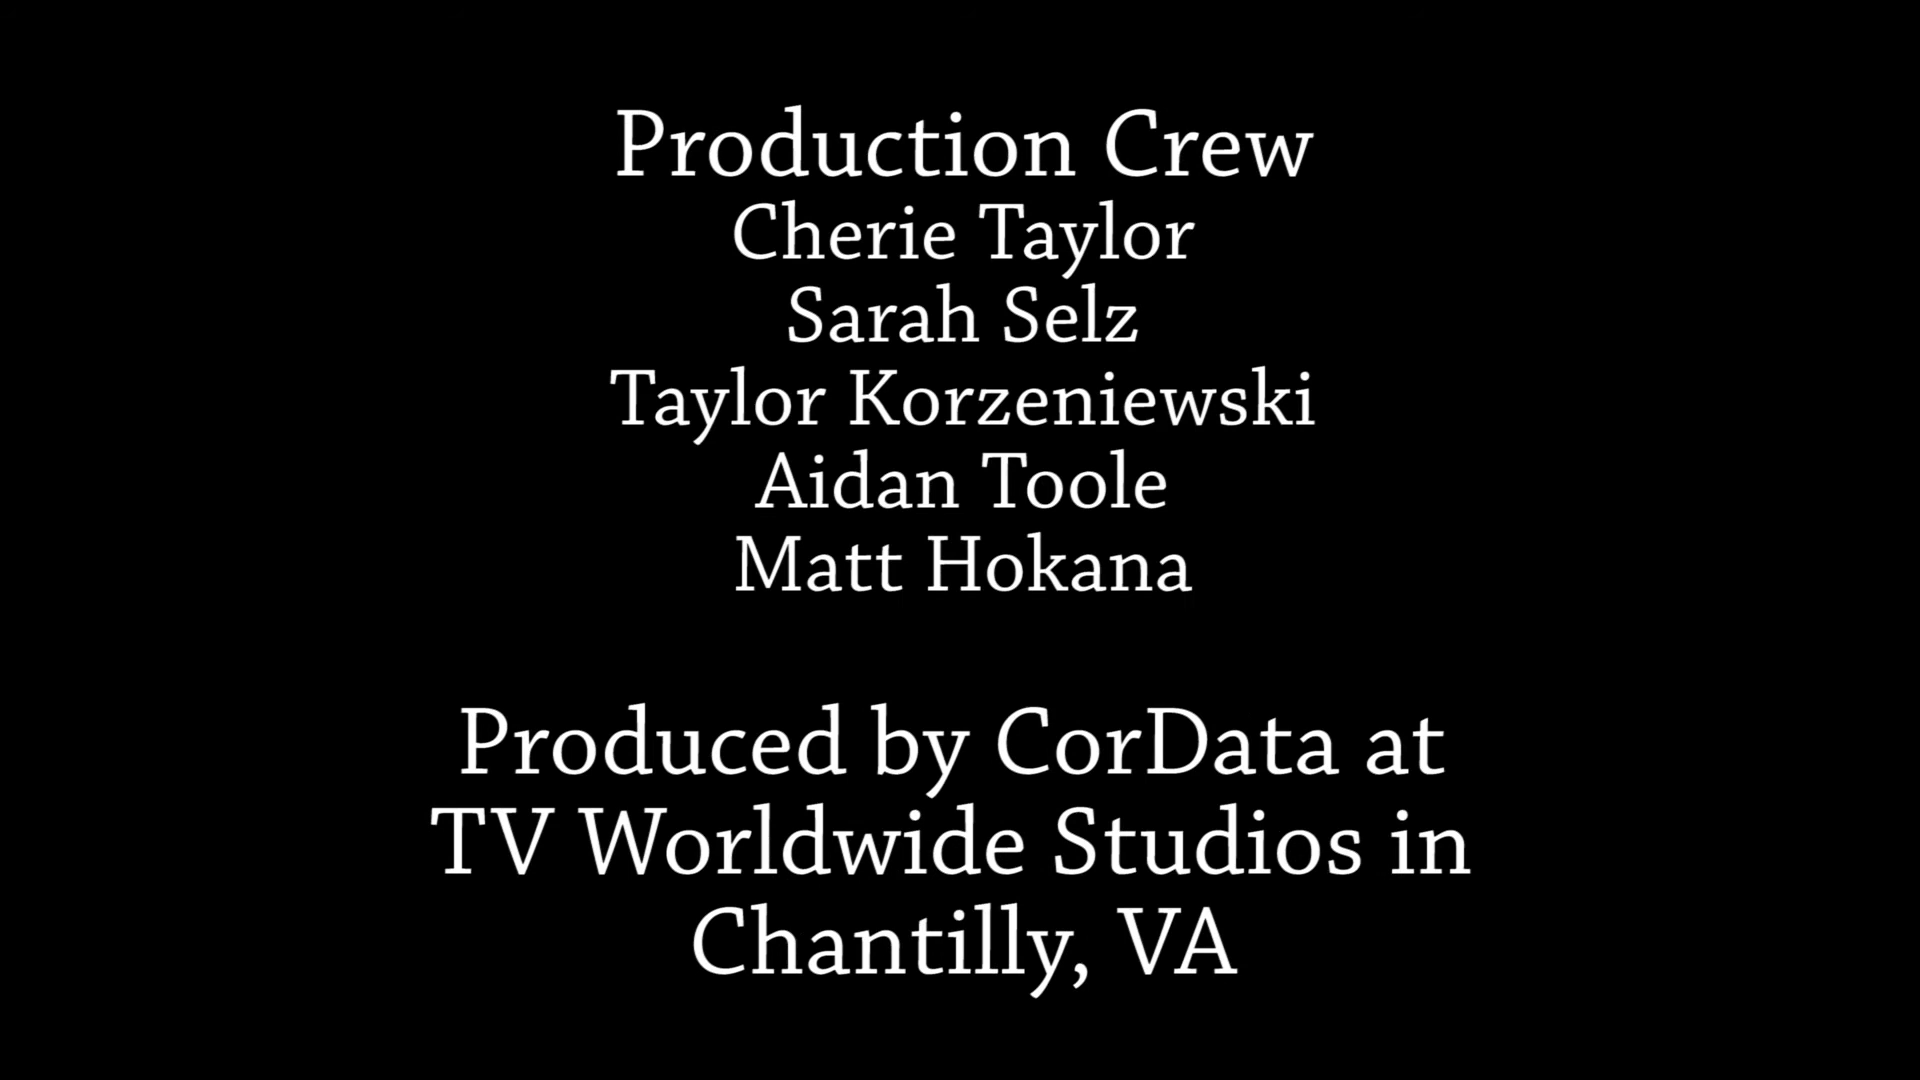 Production Crew
Cherie Taylor
Sarah Selz
Taylor Korzeniewski
Aidan Toole
Matt Hokana
Produced by CorData at
TV Worldwide Studios in
Chantilly, VA